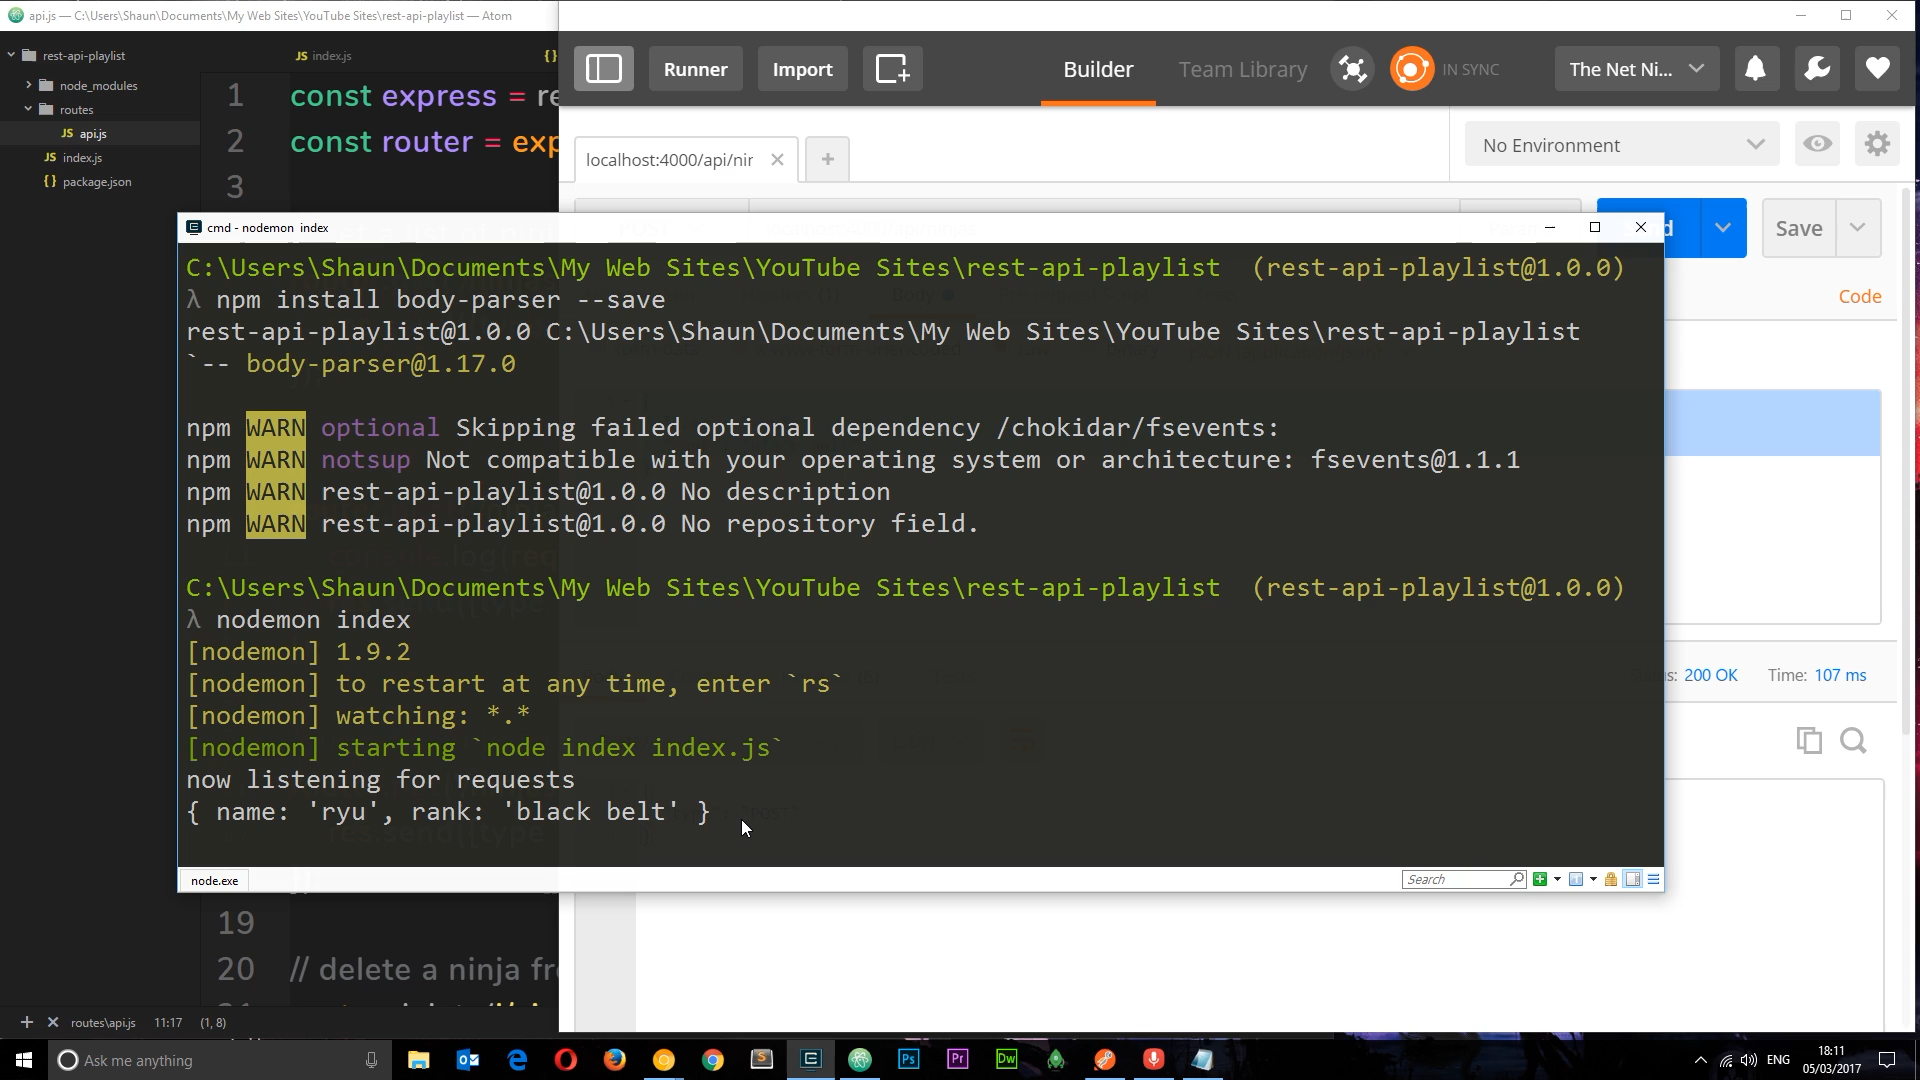 api.js — C:\Users\Shaun\Documents\My Web Sites\YouTube Sites\rest-api-playlist — Atom
rest-api-playlist
node_modules
routes
JS api.js
JS index.js
{} package.json
JS index.js
{}
1 const express = re
2 const router = exp
3
Runner
Import
Builder
Team Library
IN SYNC
The Net Ni...
localhost:4000/api/nir
+
No Environment
Save
Code
cmd - nodemon index
C:\Users\Shaun\Documents\My Web Sites\YouTube Sites\rest-api-playlist (rest-api-playlist@1.0.0)
λ npm install body-parser --save
rest-api-playlist@1.0.0 C:\Users\Shaun\Documents\My Web Sites\YouTube Sites\rest-api-playlist
`-- body-parser@1.17.0
npm WARN optional Skipping failed optional dependency /chokidar/fsevents:
npm WARN notsup Not compatible with your operating system or architecture: fsevents@1.1.1
npm WARN rest-api-playlist@1.0.0 No description
npm WARN rest-api-playlist@1.0.0 No repository field.
C:\Users\Shaun\Documents\My Web Sites\YouTube Sites\rest-api-playlist (rest-api-playlist@1.0.0)
λ nodemon index
[nodemon] 1.9.2
[nodemon] to restart at any time, enter `rs`
[nodemon] watching: *.*
[nodemon] starting `node index index.js`
now listening for requests
{ name: 'ryu', rank: 'black belt' }
node.exe
Search
200 OK
Time: 107 ms
19
20 // delete a ninja fr
routes\api.js 11:17 (1, 8)
Ask me anything
ENG
18:11
05/03/2017